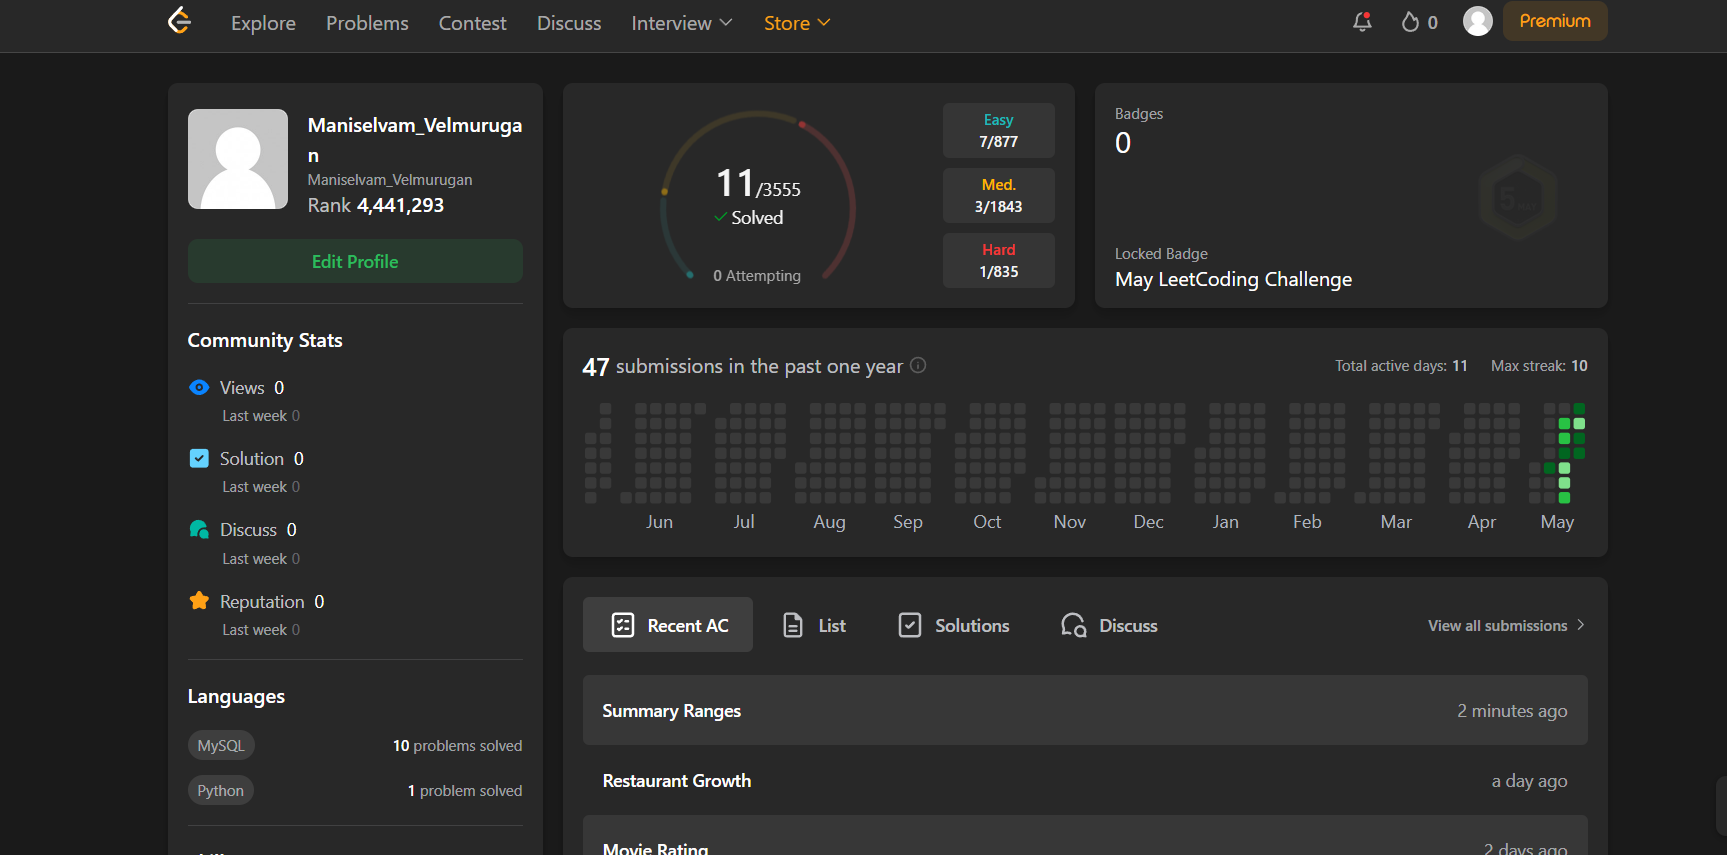 Explore Problems Contest Discuss Interview Store 0 Premium
Maniselvam_Velmuruga
n
Maniselvam_Velmurugan
Rank 4,441,293
Edit Profile
Community Stats
Views 0
Last week 0
Solution 0
Last week 0
Discuss 0
Last week 0
Reputation 0
Last week 0
Languages
MySQL 10 problems solved
Python 1 problem solved
11/3555
Solved
0 Attempting
Easy
7/877
Med.
3/1843
Hard
1/835
Badges
0
Locked Badge
May LeetCoding Challenge
47 submissions in the past one year Total active days: 11 Max streak: 10
Jun Jul Aug Sep Oct Nov Dec Jan Feb Mar Apr May
Recent AC List Solutions Discuss View all submissions
Summary Ranges 2 minutes ago
Restaurant Growth a day ago
Movie Rating 2 days ago